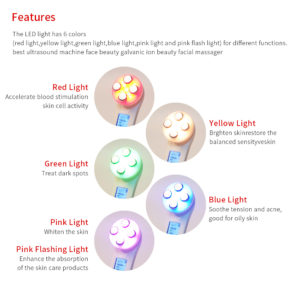 Features
The LED light has 6 colors
(red light,yellow light,green light,blue light,pink light and pink flash light) for different functions.
best ultrasound machine face beauty galvanic ion beauty facial massager
Red Light
Accelerate blood stimulation
skin cell activity
Yellow Light
Brighten skinrestore the
balanced sensitiyeskin
Green Light
Treat dark spots
Blue Light
Soothe tension and acne,
good for oily skin
Pink Light
Whiten the skin
Pink Flashing Light
Enhance the absorption
of the skin care products